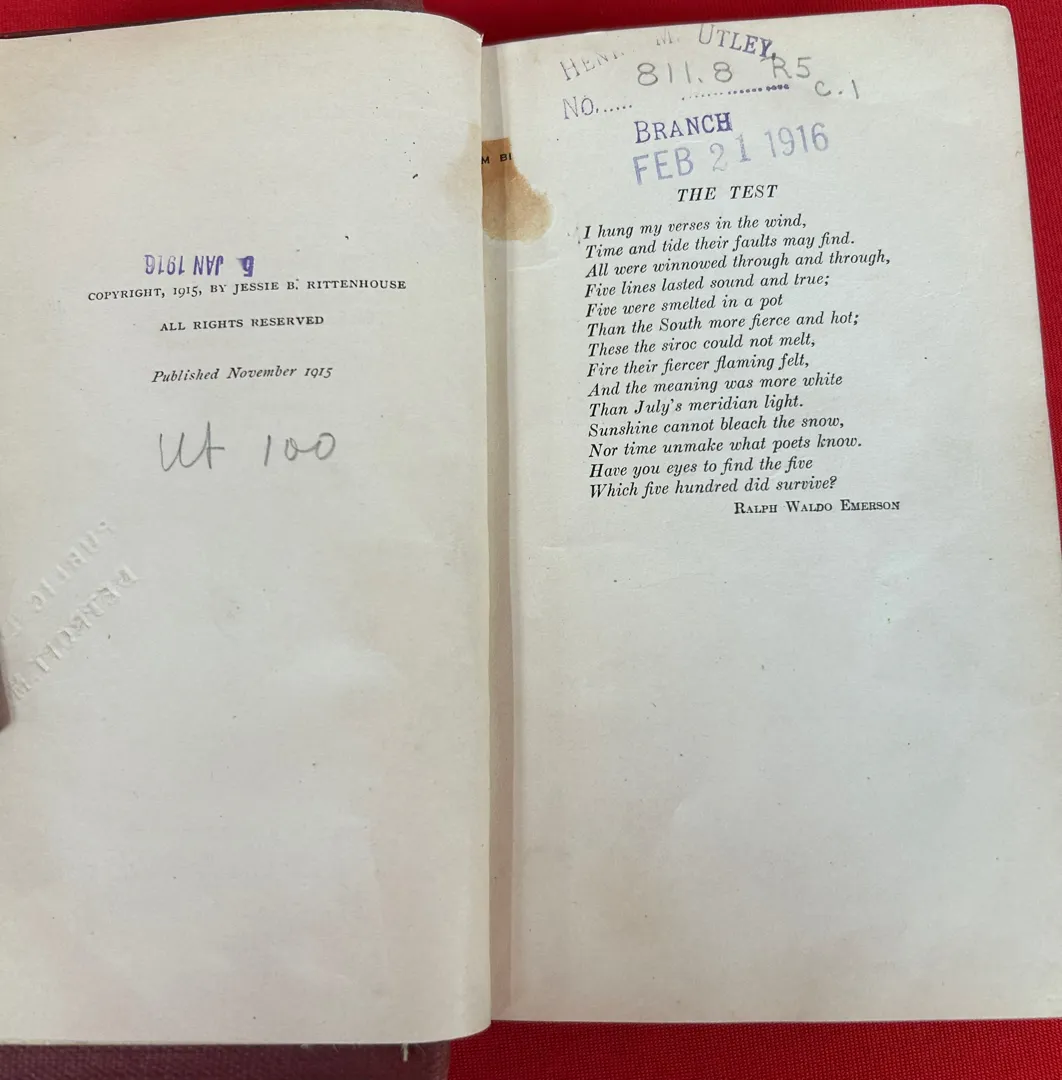 5 JAN 1916
COPYRIGHT, 1915, BY JESSIE B. RITTENHOUSE
ALL RIGHTS RESERVED
Published November 1915
Ut 100
PUBLIC
DETROIT
M. UTLEY,
811.8 R5
NO...... c.1
BRANCH
FEB 21 1916
M BI
THE TEST
I hung my verses in the wind,
Time and tide their faults may find.
All were winnowed through and through,
Five lines lasted sound and true;
Five were smelted in a pot
Than the South more fierce and hot;
These the siroc could not melt,
Fire their fiercer flaming felt,
And the meaning was more white
Than July's meridian light.
Sunshine cannot bleach the snow,
Nor time unmake what poets know.
Have you eyes to find the five
Which five hundred did survive?
RALPH WALDO EMERSON